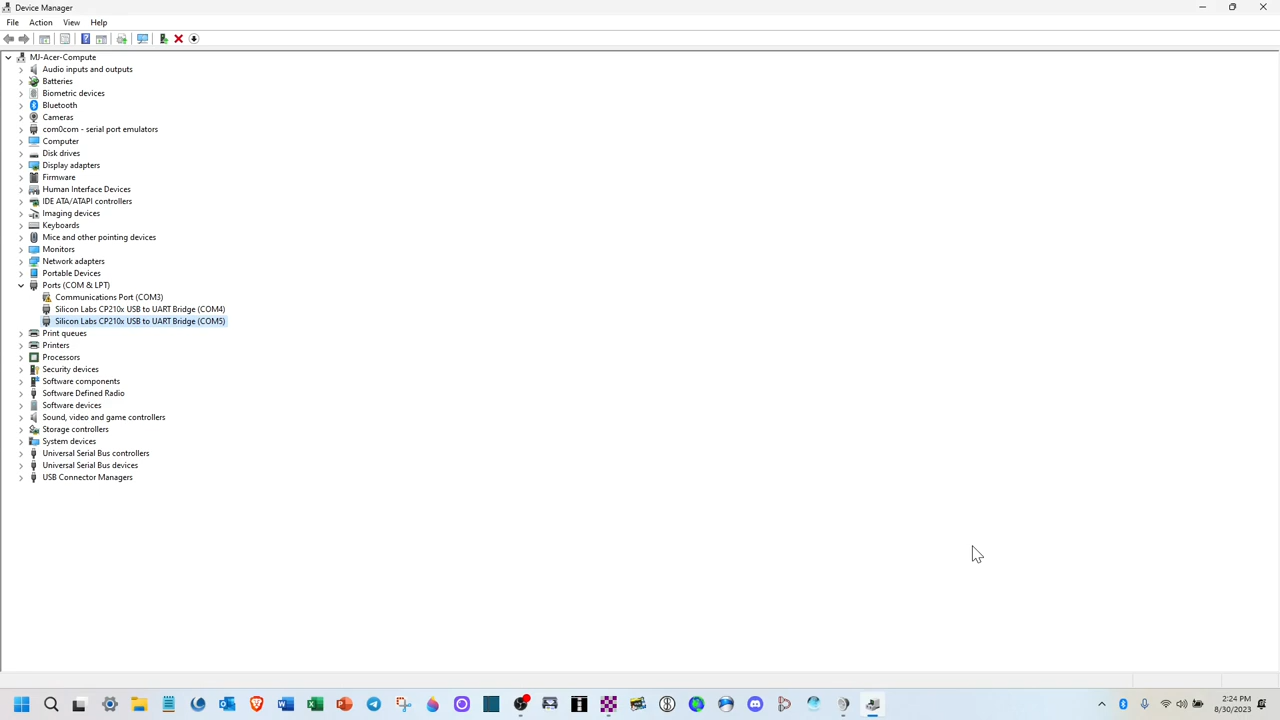 Device Manager
File Action View Help
MJ-Acer-Compute
Audio inputs and outputs
Batteries
Biometric devices
Bluetooth
Cameras
com0com - serial port emulators
Computer
Disk drives
Display adapters
Firmware
Human Interface Devices
IDE ATA/ATAPI controllers
Imaging devices
Keyboards
Mice and other pointing devices
Monitors
Network adapters
Portable Devices
Ports (COM & LPT)
Communications Port (COM3)
Silicon Labs CP210x USB to UART Bridge (COM4)
Silicon Labs CP210x USB to UART Bridge (COM5)
Print queues
Printers
Processors
Security devices
Software components
Software Defined Radio
Software devices
Sound, video and game controllers
Storage controllers
System devices
Universal Serial Bus controllers
Universal Serial Bus devices
USB Connector Managers
2:24 PM
8/30/2023